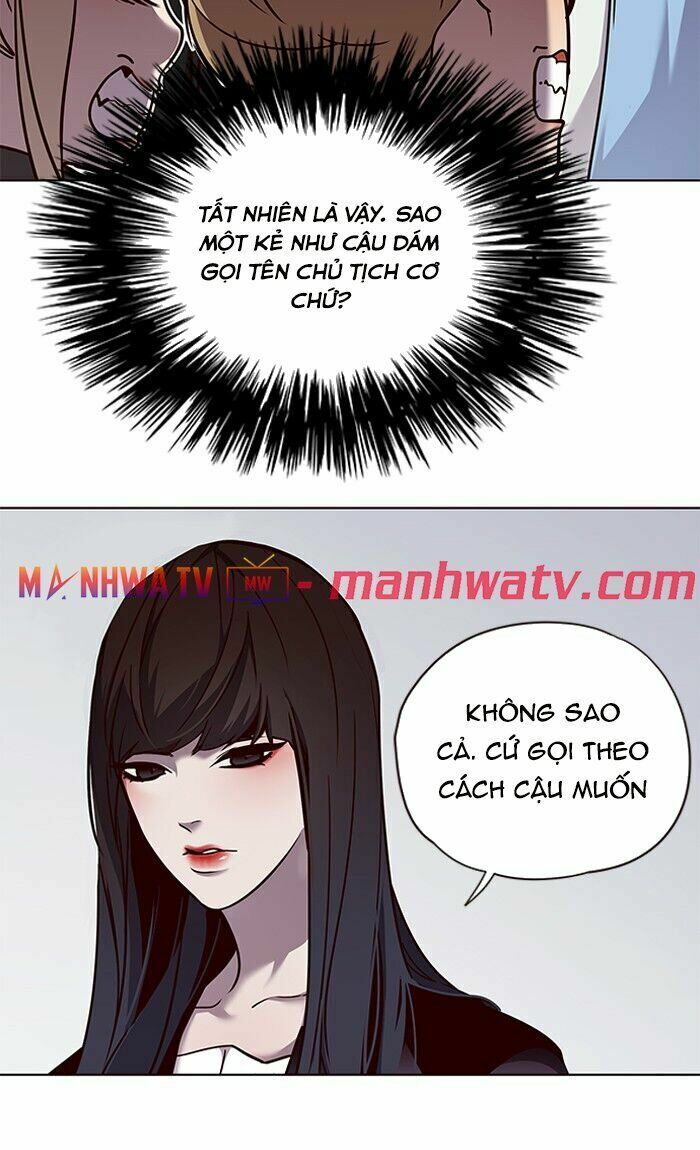 TẤT NHIÊN LÀ VẬY. SAO
MỘT KẺ NHƯ CẬU DÁM
GỌI TÊN CHỦ TỊCH CƠ
CHỨ?
MANHWA TV MW manhwatv.com
KHÔNG SAO
CẢ. CỨ GỌI THEO
CÁCH CẬU MUỐN